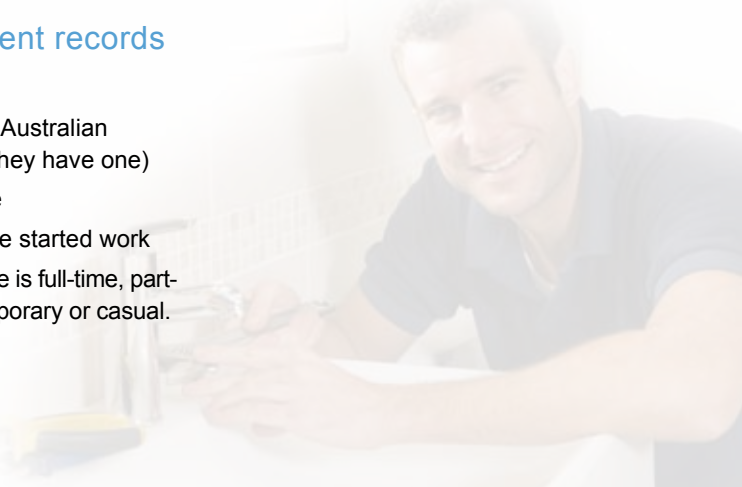 ent records
Australian
hey have one)
e started work
e is full-time, part-
porary or casual.